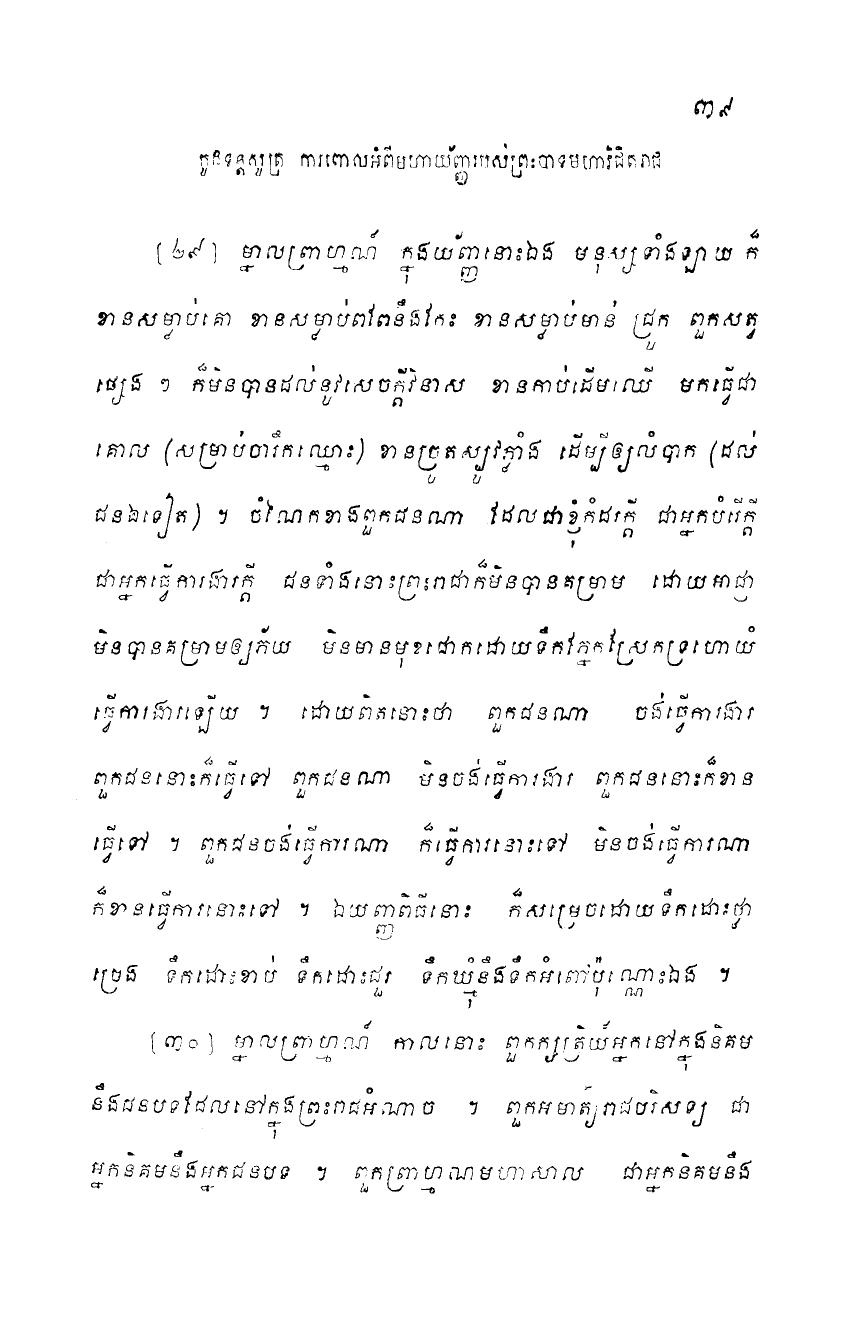 ៣៩
កូដទន្តសូត្រ ការពោលអំពីមហាយ័ញ្ញរបស់ព្រះបាទមហាវិជិតរាជ
[២៩] ម្នាលព្រាហ្មណ៍ ក្នុងយ័ញ្ញនោះឯង មនុស្សទាំងឡាយ ក៏
ខានសម្លាប់គោ ខានសម្លាប់ពពែនឹងកែះ ខានសម្លាប់មាន់ ជ្រូក ពួកសត្វ
ផ្សេង ៗ ក៏មិនបានដល់នូវសេចក្តីវិនាស ខានកាប់ដើមឈើ មកធ្វើជា
គោល (សម្រាប់ចារឹកឈ្មោះ) ខានច្រូតស្បូវភ្លាំង ដើម្បីឲ្យលំបាក (ដល់
ជនឯទៀត) ។ ចំណែកខាងពួកជនណា ដែលជាខ្ញុំកំដរក្តី ជាអ្នកបំរើក្តី
ជាអ្នកធ្វើការងារក្តី ជនទាំងនោះព្រះរាជាក៏មិនបានគម្រាម ដោយអាជ្ញា
មិនបានគម្រាមឲ្យភ័យ មិនមានមុខជោកដោយទឹកភ្នែកស្រែកទ្រហោយំ
ធ្វើការងារឡើយ ។ ដោយពិតនោះថា ពួកជនណា ចង់ធ្វើការងារ
ពួកជននោះក៏ធ្វើទៅ ពួកជនណា មិនចង់ធ្វើការងារ ពួកជននោះក៏ខាន
ធ្វើទៅ ។ ពួកជនចង់ធ្វើការណា ក៏ធ្វើការនោះទៅ មិនចង់ធ្វើការណា
ក៏ខានធ្វើការនោះទៅ ។ ឯយញ្ញពិធីនោះ ក៏សម្រេចដោយទឹកដោះថ្លា
ប្រេង ទឹកដោះខាប់ ទឹកដោះជូរ ទឹកឃ្មុំនឹងទឹកអំពៅប៉ុណ្ណោះឯង ។
[៣០] ម្នាលព្រាហ្មណ៍ កាលនោះ ពួកក្សត្រិយ៍អ្នកនៅក្នុងនិគម
នឹងជនបទដែលនៅក្នុងព្រះរាជអំណាច ។ ពួកអមាត្យរាជបរិសទ្យ ជា
អ្នកនិគមនឹងអ្នកជនបទ ។ ពួកព្រាហ្មណមហាសាល ជាអ្នកនិគមនឹង